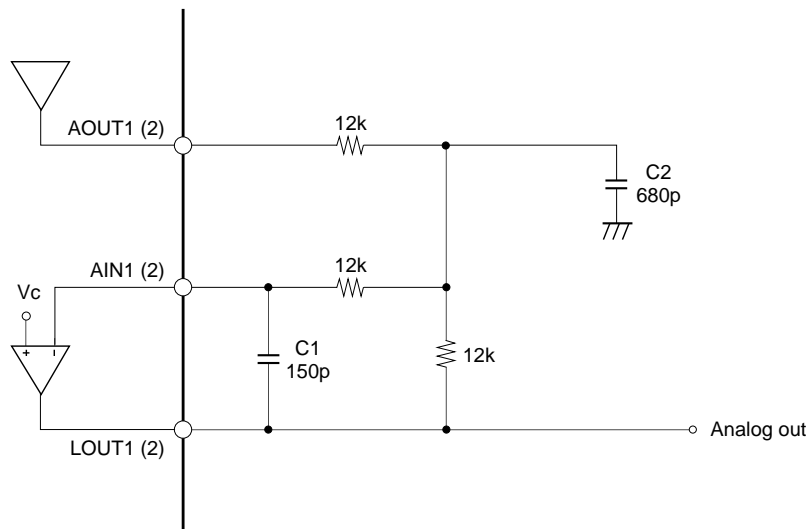 AOUT1 (2)
12k
C2
680p
AIN1 (2)
12k
Vc
+
–
C1
150p
12k
LOUT1 (2)
Analog out